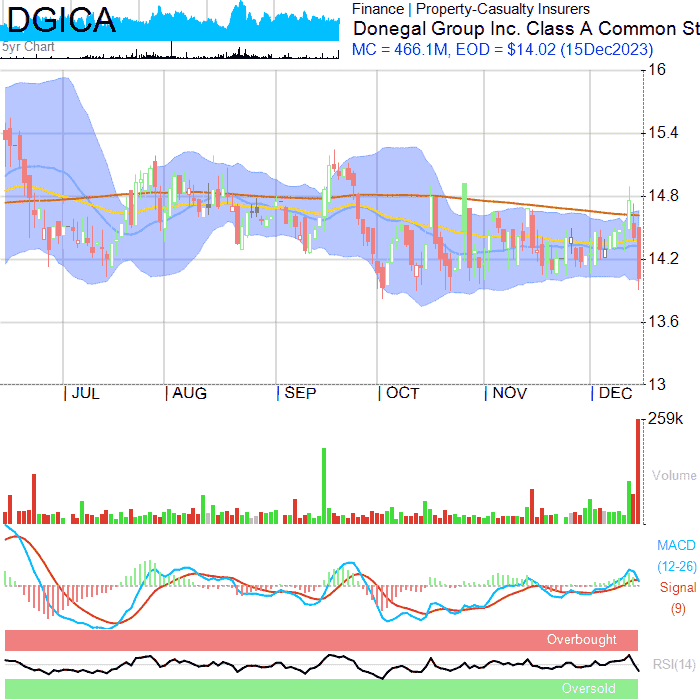 DGICA
5yr Chart
Finance | Property-Casualty Insurers
Donegal Group Inc. Class A Common St
MC = 466.1M, EOD = $14.02 (15Dec2023)
16
15.4
14.8
14.2
13.6
13
| JUL | AUG | SEP | OCT | NOV | DEC
259k
Volume
MACD
(12-26)
Signal
(9)
Overbought
RSI(14)
Oversold